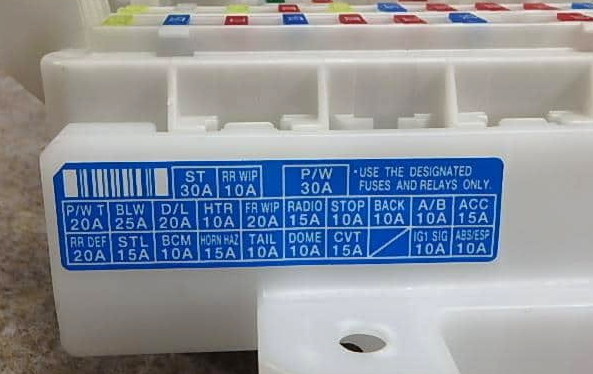 ST RR WIP P/W • USE THE DESIGNATED
30A 10A 30A FUSES AND RELAYS ONLY.
P/W T BLW D/L HTR FR WIP RADIO STOP BACK A/B ACC
20A 25A 20A 10A 20A 15A 10A 10A 10A 15A
RR DEF STL BCM HORN HAZ TAIL DOME CVT IG1 SIG ABS/ESP
20A 15A 10A 15A 10A 10A 15A 10A 10A